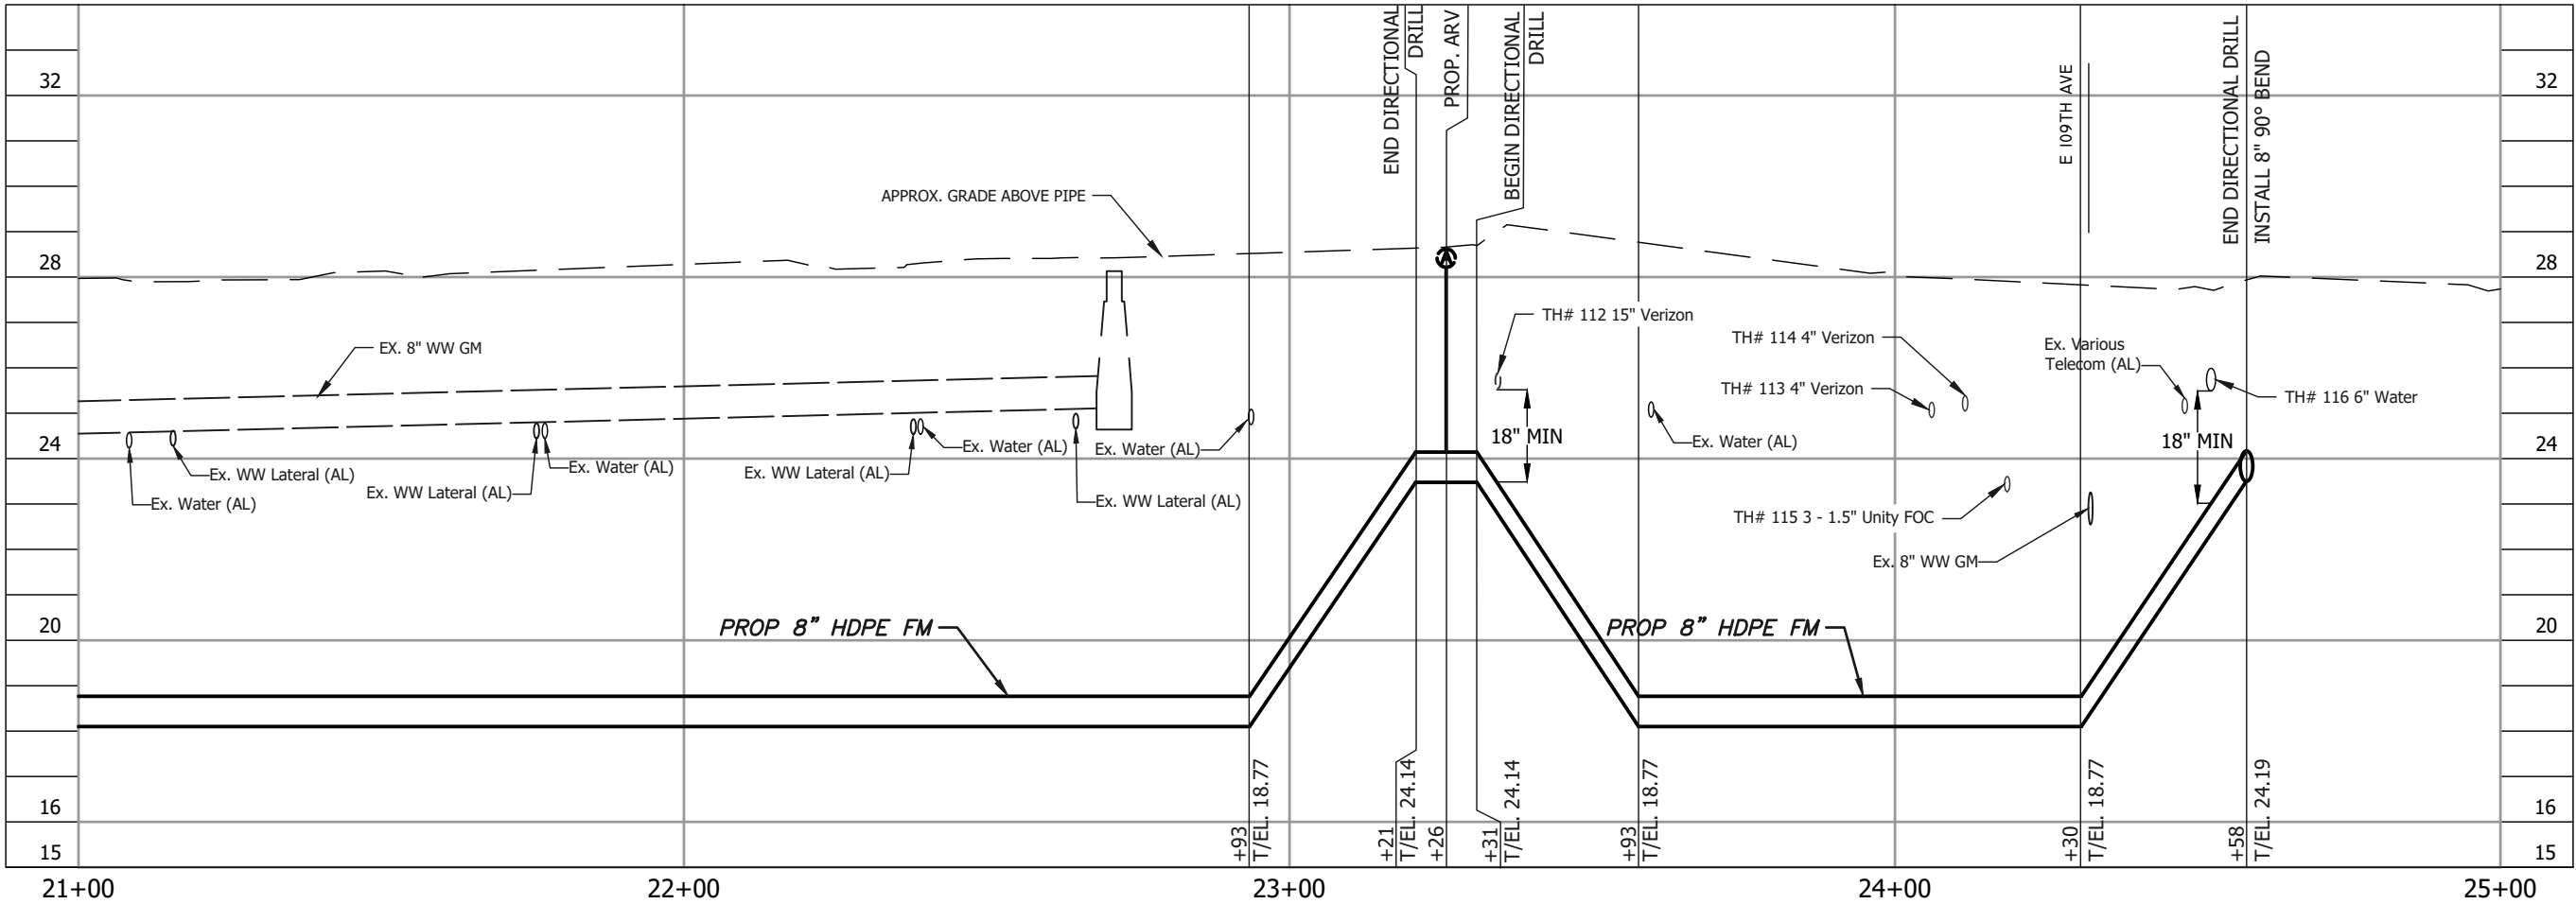 END DIRECTIONAL
DRILL
PROP. ARV
BEGIN DIRECTIONAL
DRILL
E 109TH AVE
END DIRECTIONAL DRILL
INSTALL 8" 90° BEND
32
32
APPROX. GRADE ABOVE PIPE
28
28
TH# 112 15" Verizon
TH# 114 4" Verizon
Ex. Various
Telecom (AL)
EX. 8" WW GM
TH# 113 4" Verizon
TH# 116 6" Water
24
24
18" MIN
18" MIN
Ex. Water (AL)
Ex. Water (AL)
Ex. Water (AL)
Ex. Water (AL)
Ex. WW Lateral (AL)
Ex. WW Lateral (AL)
Ex. WW Lateral (AL)
Ex. WW Lateral (AL)
Ex. Water (AL)
TH# 115 3 - 1.5" Unity FOC
Ex. 8" WW GM
20
20
PROP 8" HDPE FM
PROP 8" HDPE FM
16
16
15
15
+93
T/EL. 18.77
+21
T/EL. 24.14
+26
+31
T/EL. 24.14
+93
T/EL. 18.77
+30
T/EL. 18.77
+58
T/EL. 24.19
21+00
22+00
23+00
24+00
25+00